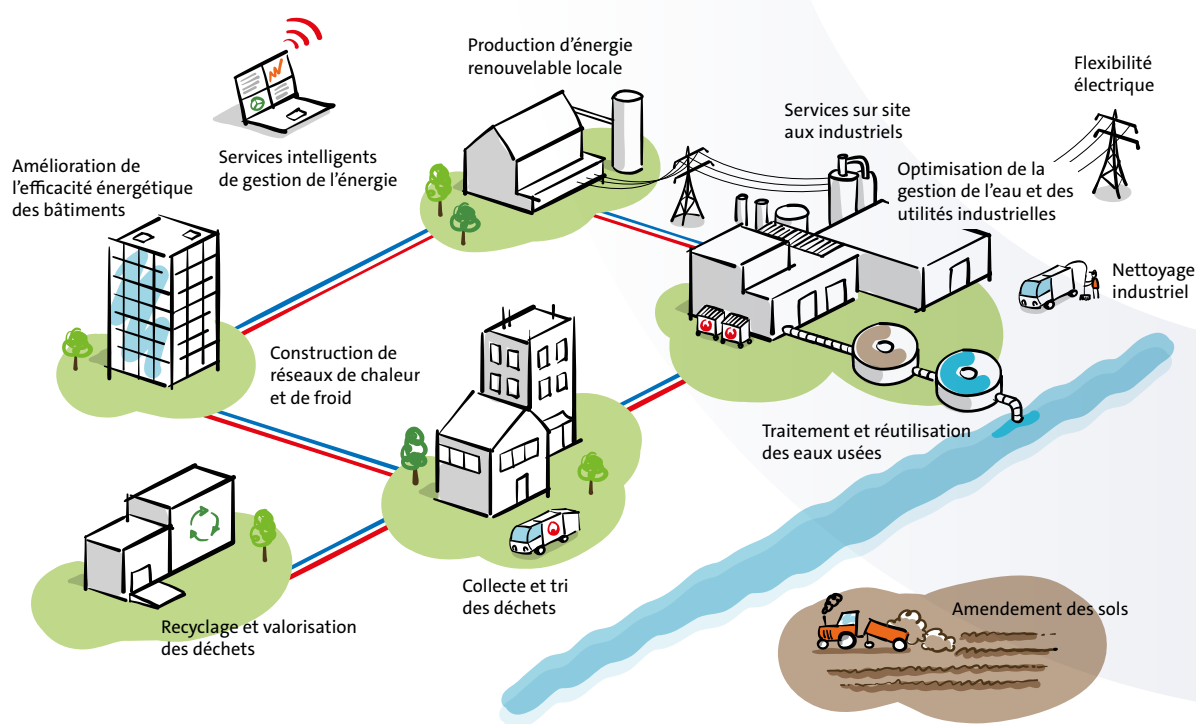 Production d’énergie
renouvelable locale
Flexibilité
électrique
Services sur site
aux industriels
Services intelligents
de gestion de l’énergie
Amélioration de
l’efficacité énergétique
des bâtiments
Optimisation de la
gestion de l’eau et des
utilités industrielles
Nettoyage
industriel
Construction de
réseaux de chaleur
et de froid
Traitement et réutilisation
des eaux usées
Collecte et tri
des déchets
Amendement des sols
Recyclage et valorisation
des déchets